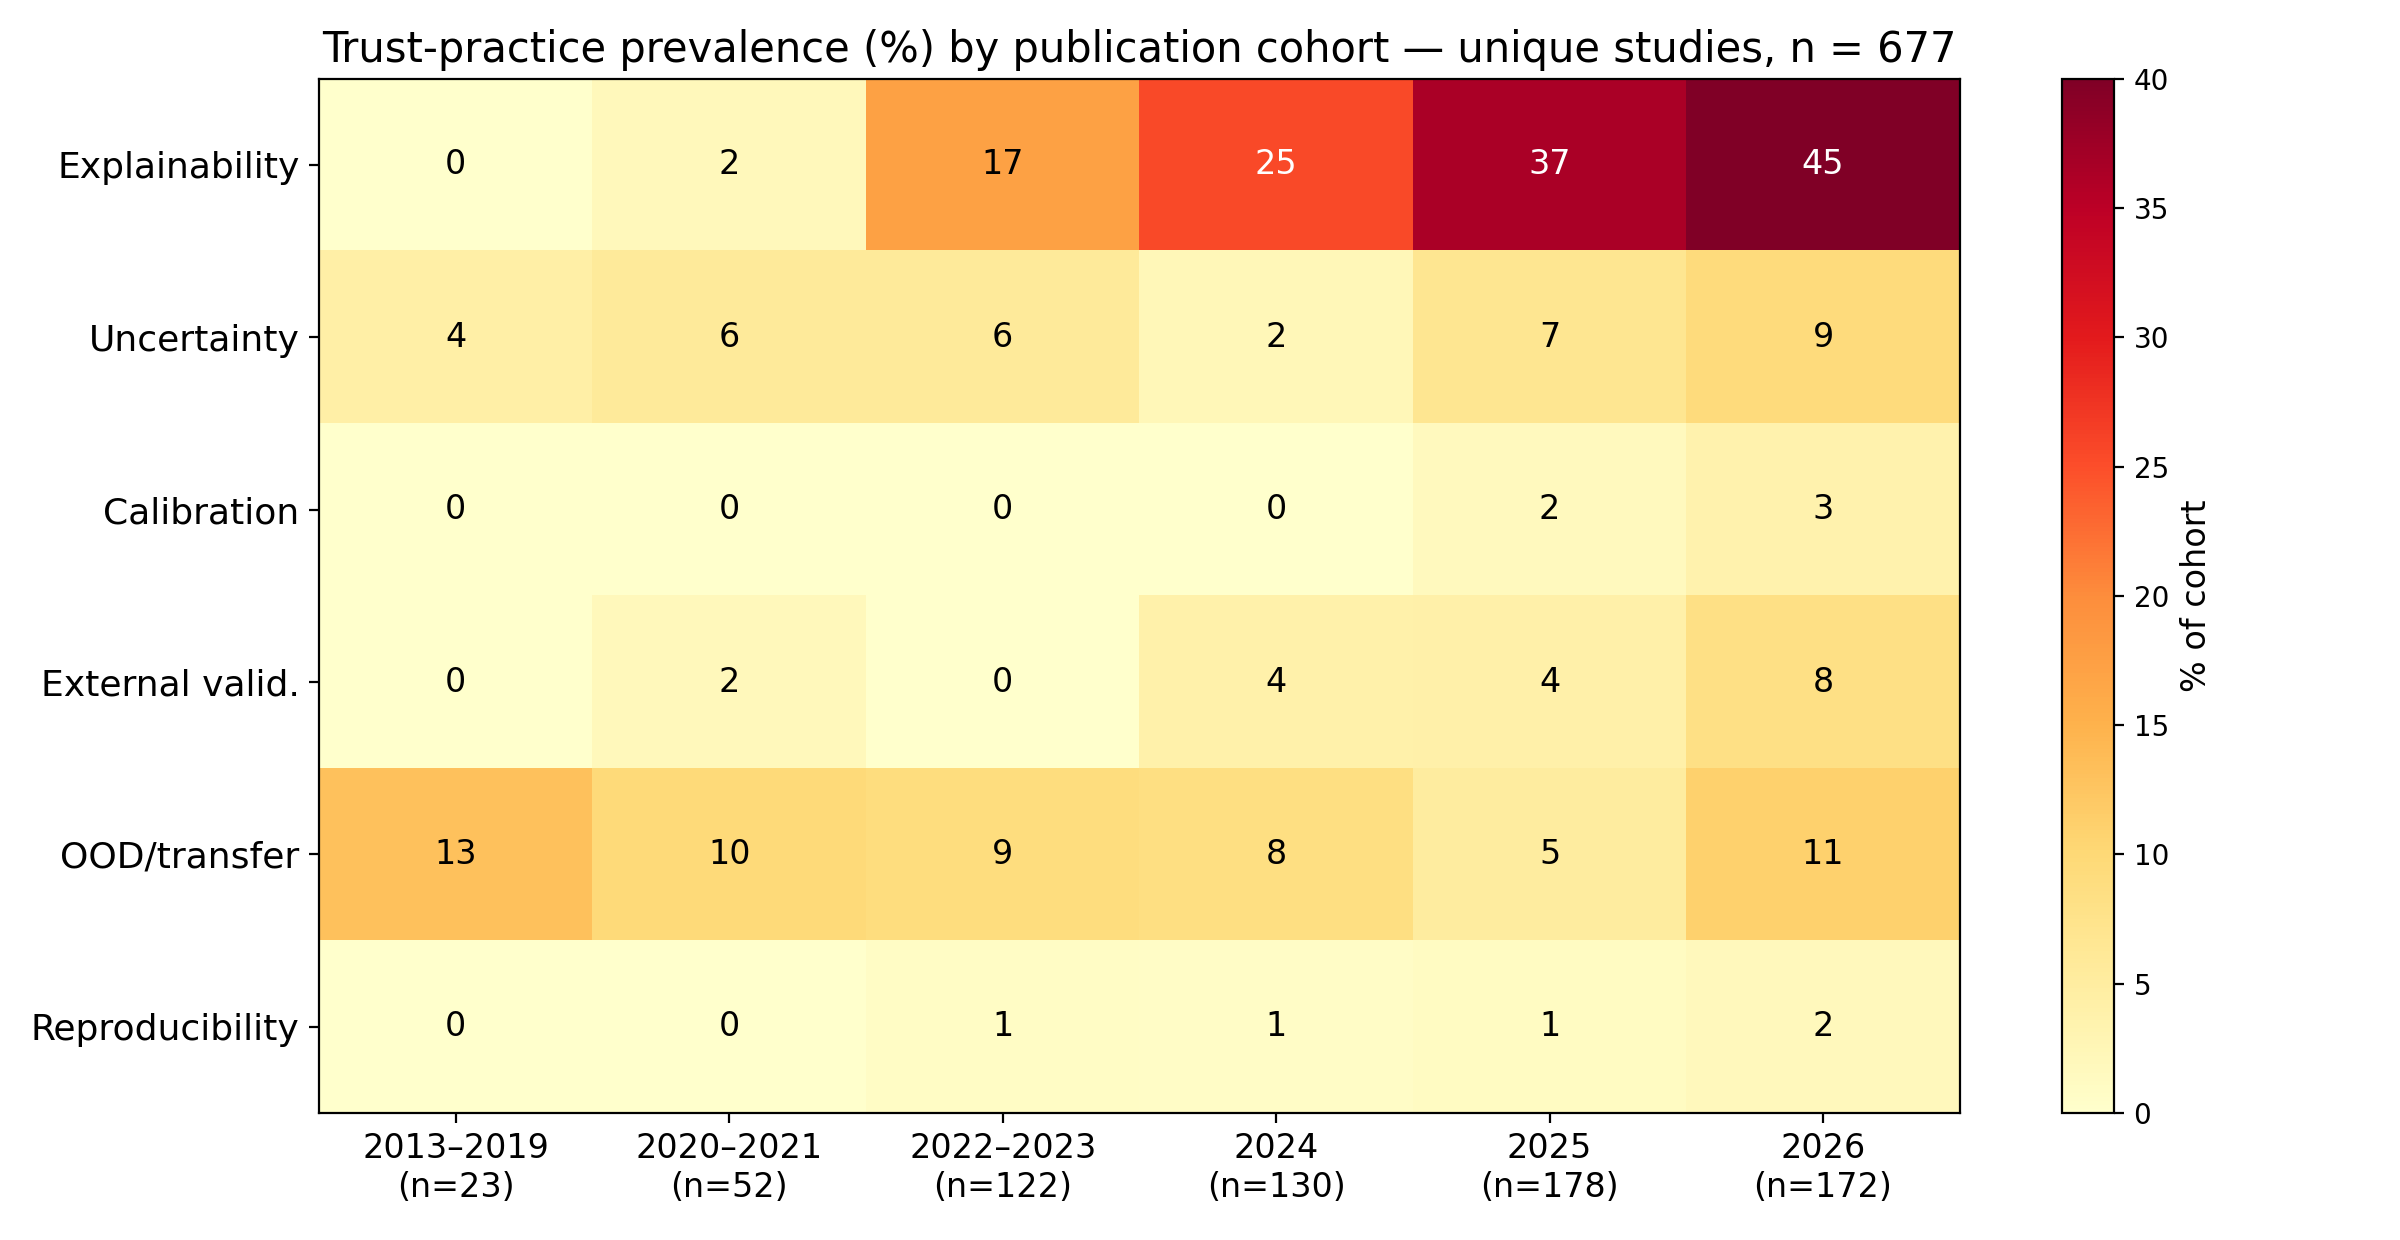 Trust-practice prevalence (%) by publication cohort — unique studies, n = 677
Explainability 0 2 17 25 37 45
Uncertainty 4 6 6 2 7 9
Calibration 0 0 0 0 2 3
External valid. 0 2 0 4 4 8
OOD/transfer 13 10 9 8 5 11
Reproducibility 0 0 1 1 1 2
2013–2019 2020–2021 2022–2023 2024 2025 2026
(n=23) (n=52) (n=122) (n=130) (n=178) (n=172)
40
35
30
25
20
15
10
5
0
% of cohort